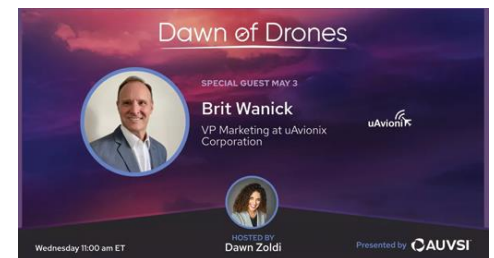 Dawn of Drones
SPECIAL GUEST MAY 3
Brit Wanick
VP Marketing at uAvionix
Corporation
uAvionix
HOSTED BY
Dawn Zoldi
Wednesday 11:00 am ET
Presented by AUVSI